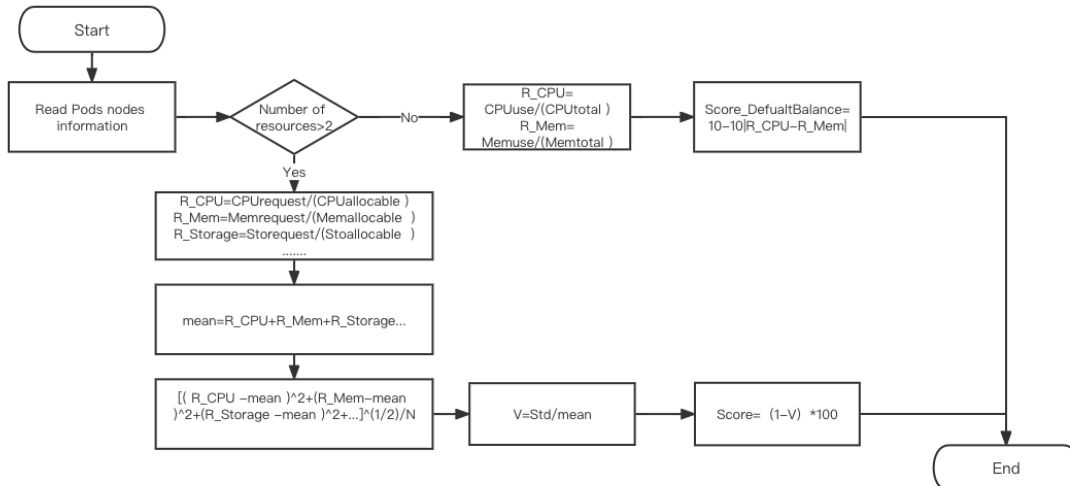 Start
Read Pods nodes
information
Number of
resources>2
No
R_CPU=
CPUuse/(CPUtotal )
R_Mem=
Memuse/(Memtotal )
Score_DefualtBalance=
10-10|R_CPU-R_Mem|
Yes
R_CPU=CPUrequest/(CPUallocable )
R_Mem=Memrequest/(Memallocable )
R_Storage=Storequest/(Stoallocable )
.......
mean=R_CPU+R_Mem+R_Storage...
[( R_CPU -mean )^2+(R_Mem-mean
)^2+(R_Storage -mean )^2+...]^(1/2)/N
V=Std/mean
Score= (1-V) *100
End